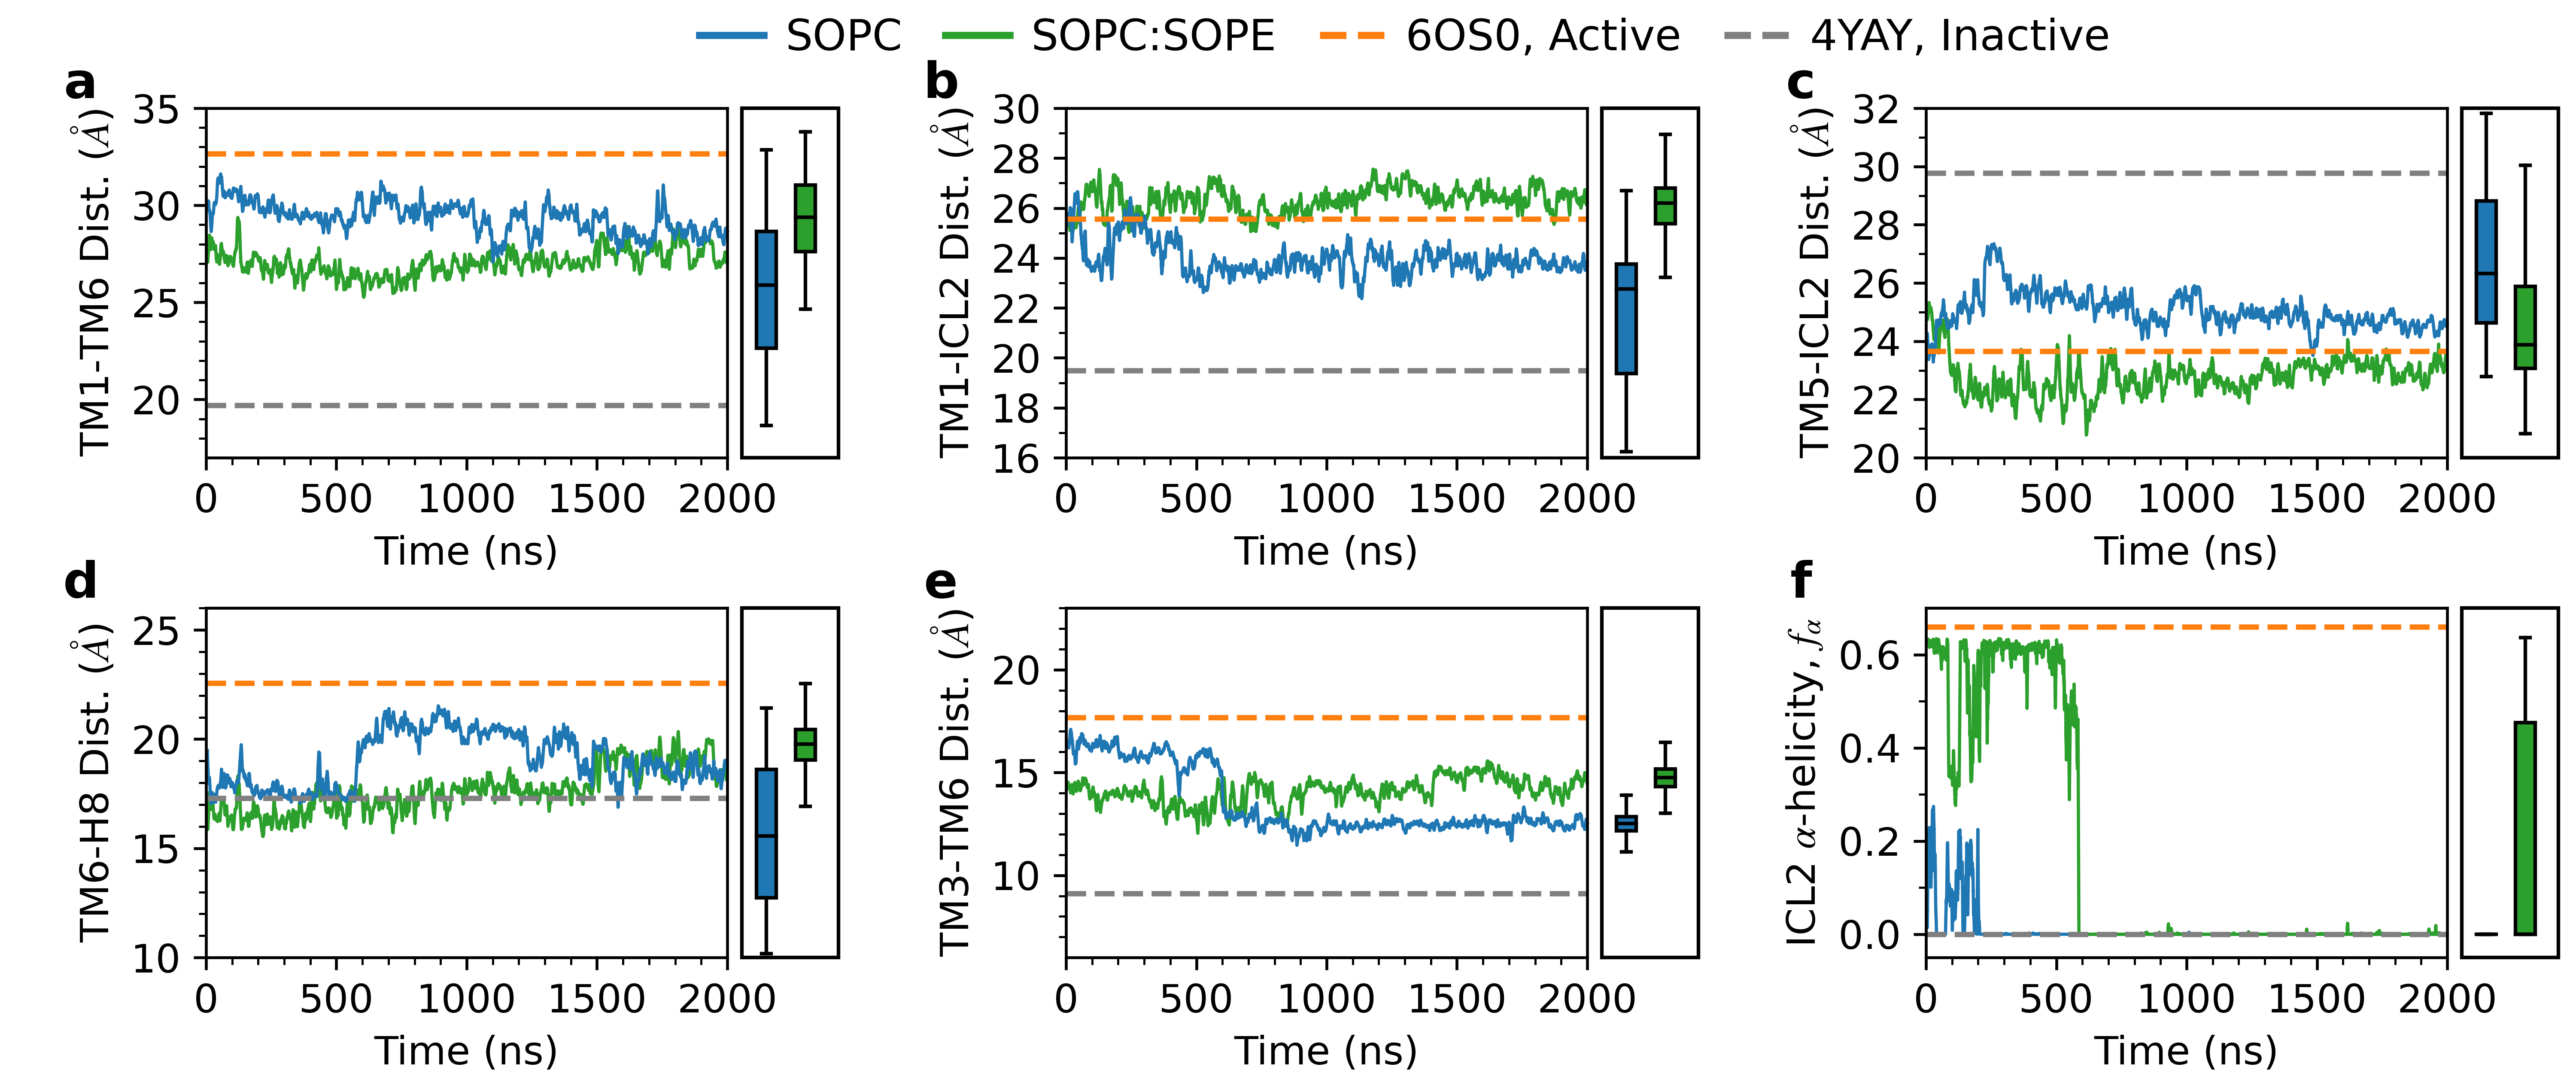 SOPC SOPC:SOPE 6OS0, Active 4YAY, Inactive
a
TM1-TM6 Dist. (Å)
35
30
25
20
0 500 1000 1500 2000
Time (ns)
b
TM1-ICL2 Dist. (Å)
30
28
26
24
22
20
18
16
0 500 1000 1500 2000
Time (ns)
c
TM5-ICL2 Dist. (Å)
32
30
28
26
24
22
20
0 500 1000 1500 2000
Time (ns)
d
TM6-H8 Dist. (Å)
25
20
15
10
0 500 1000 1500 2000
Time (ns)
e
TM3-TM6 Dist. (Å)
20
15
10
0 500 1000 1500 2000
Time (ns)
f
ICL2 α-helicity, fα
0.6
0.4
0.2
0.0
0 500 1000 1500 2000
Time (ns)